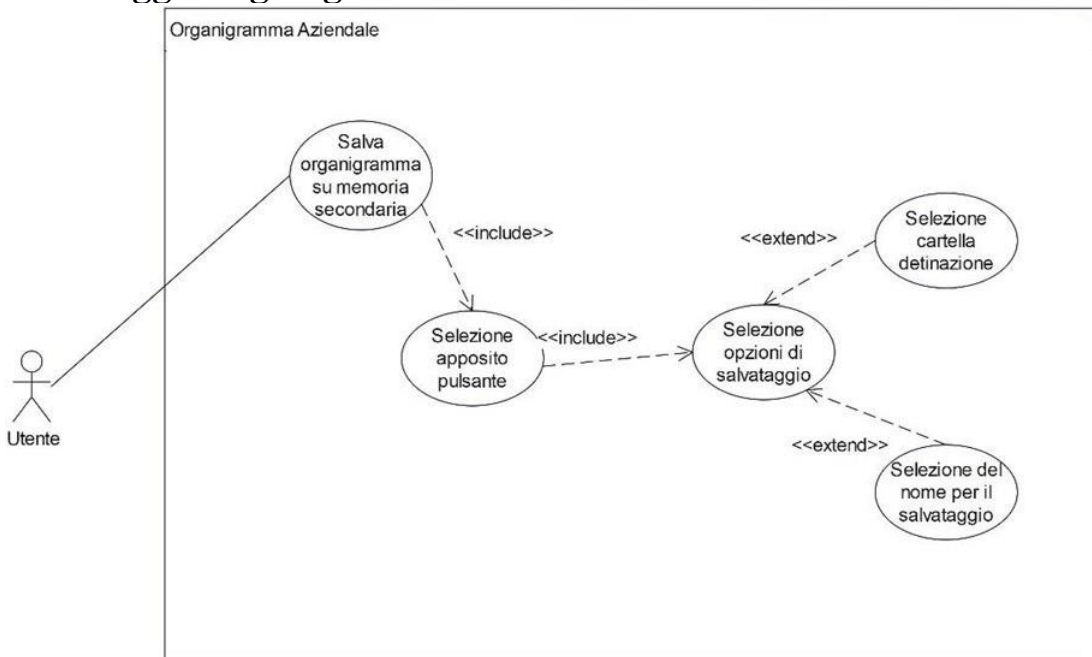 Organigramma Aziendale
Salva
organigramma
su memoria
secondaria
<<include>>
<<extend>>
Selezione
cartella
detinazione
Selezione
apposito
pulsante
<<include>>
Selezione
opzioni di
salvataggio
Utente
<<extend>>
Selezione del
nome per il
salvataggio